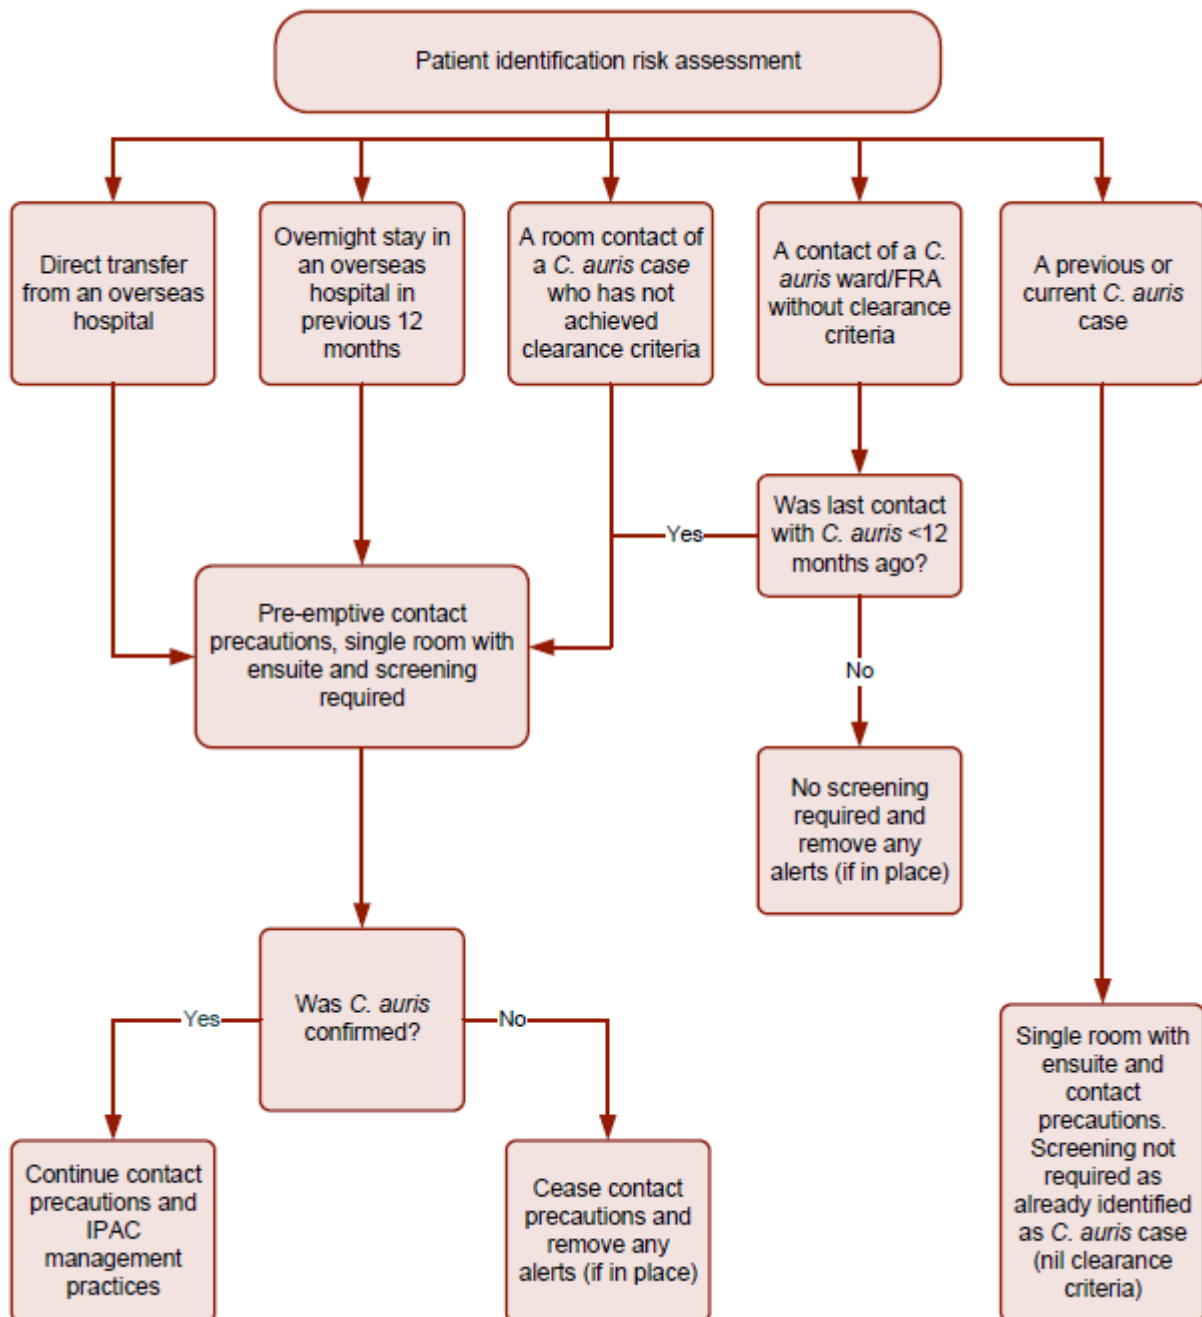 Patient identification risk assessment
Direct transfer
from an overseas
hospital
Overnight stay in
an overseas
hospital in
previous 12
months
A room contact of
a C. auris case
who has not
achieved
clearance criteria
A contact of a C.
auris ward/FRA
without clearance
criteria
A previous or
current C. auris
case
Was last contact
with C. auris <12
months ago?
Yes
No
Pre-emptive contact
precautions, single room with
ensuite and screening
required
No screening
required and
remove any
alerts (if in place)
Was C. auris
confirmed?
Yes
No
Continue contact
precautions and
IPAC
management
practices
Cease contact
precautions and
remove any
alerts (if in place)
Single room with
ensuite and
contact
precautions.
Screening not
required as
already identified
as C. auris case
(nil clearance
criteria)